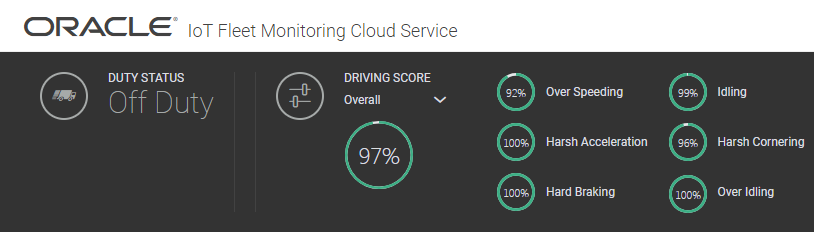 ORACLE® IoT Fleet Monitoring Cloud Service
DUTY STATUS
Off Duty
DRIVING SCORE
Overall
97%
92% Over Speeding
99% Idling
100% Harsh Acceleration
96% Harsh Cornering
100% Hard Braking
100% Over Idling